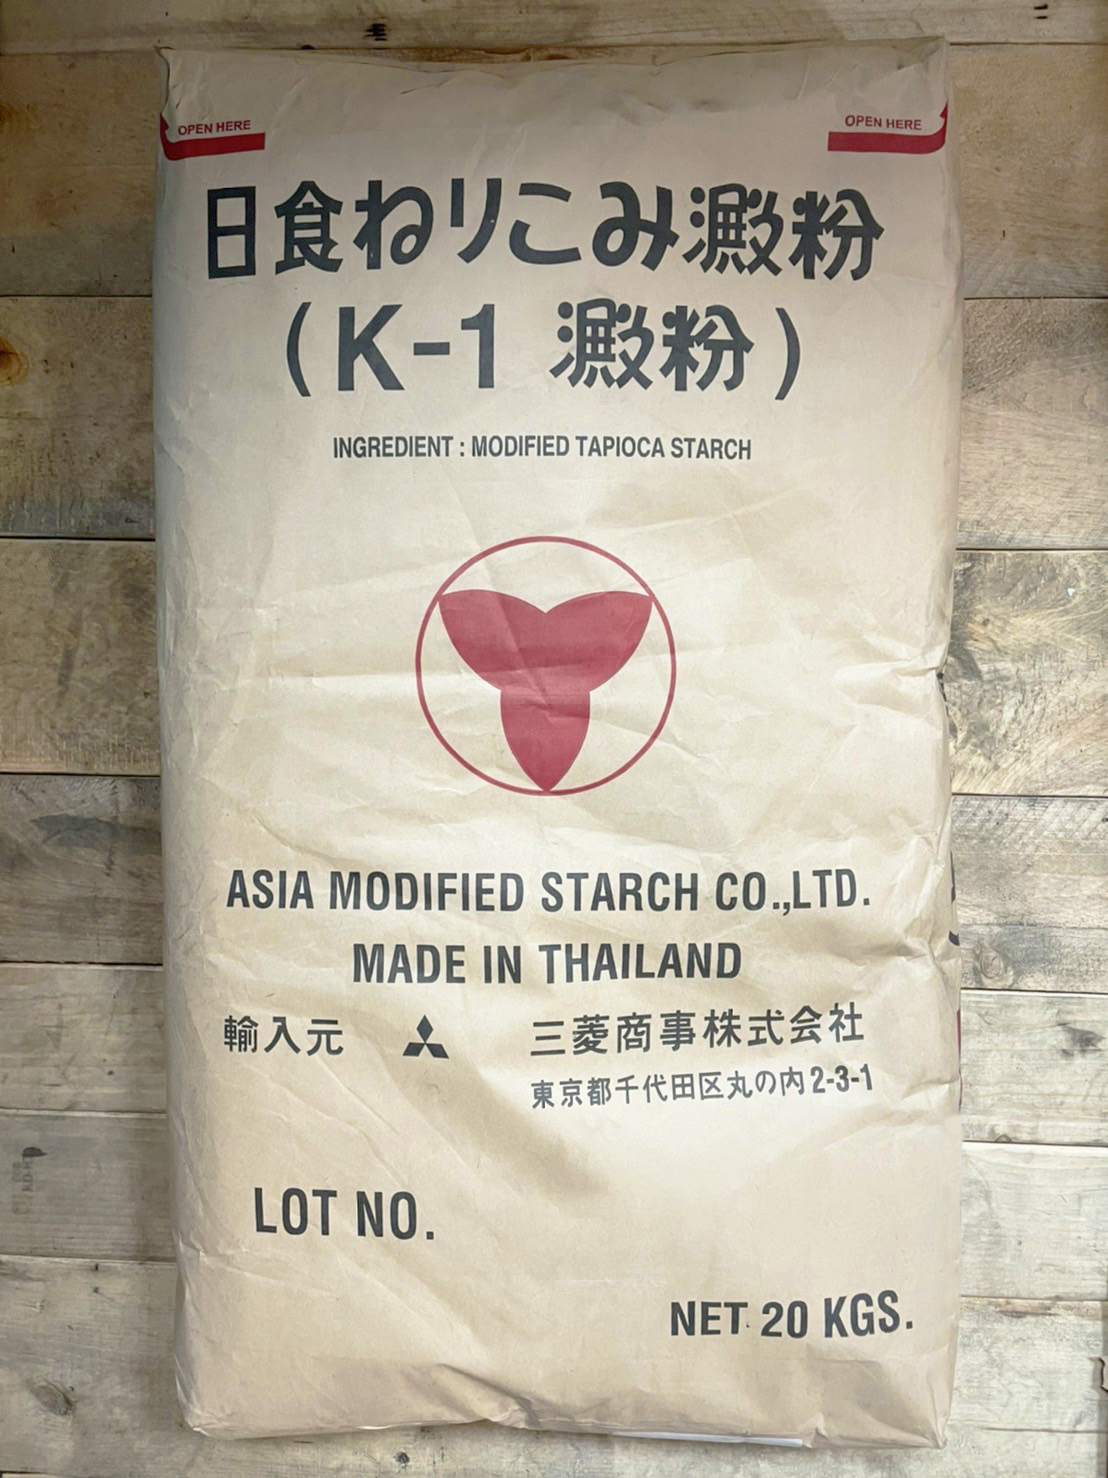 OPEN HERE
OPEN HERE
日食ねりこみ澱粉
(K-1 澱粉)
INGREDIENT : MODIFIED TAPIOCA STARCH
ASIA MODIFIED STARCH CO.,LTD.
MADE IN THAILAND
輸入元 三菱商事株式会社
東京都千代田区丸の内2-3-1
LOT NO.
NET 20 KGS.